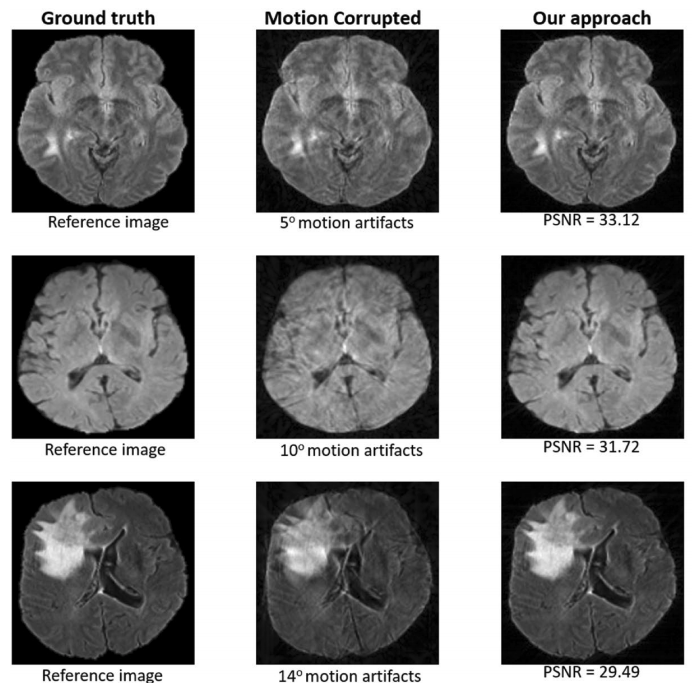 Ground truth Motion Corrupted Our approach
Reference image 5° motion artifacts PSNR = 33.12
Reference image 10° motion artifacts PSNR = 31.72
Reference image 14° motion artifacts PSNR = 29.49